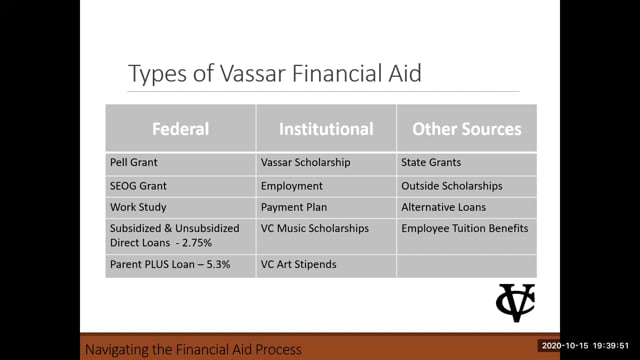 Types of Vassar Financial Aid
Federal Institutional Other Sources
Pell Grant Vassar Scholarship State Grants
SEOG Grant Employment Outside Scholarships
Work Study Payment Plan Alternative Loans
Subsidized & Unsubsidized VC Music Scholarships Employee Tuition Benefits
Direct Loans - 2.75%
Parent PLUS Loan – 5.3% VC Art Stipends
VC
Navigating the Financial Aid Process
2020-10-15 19:39:51